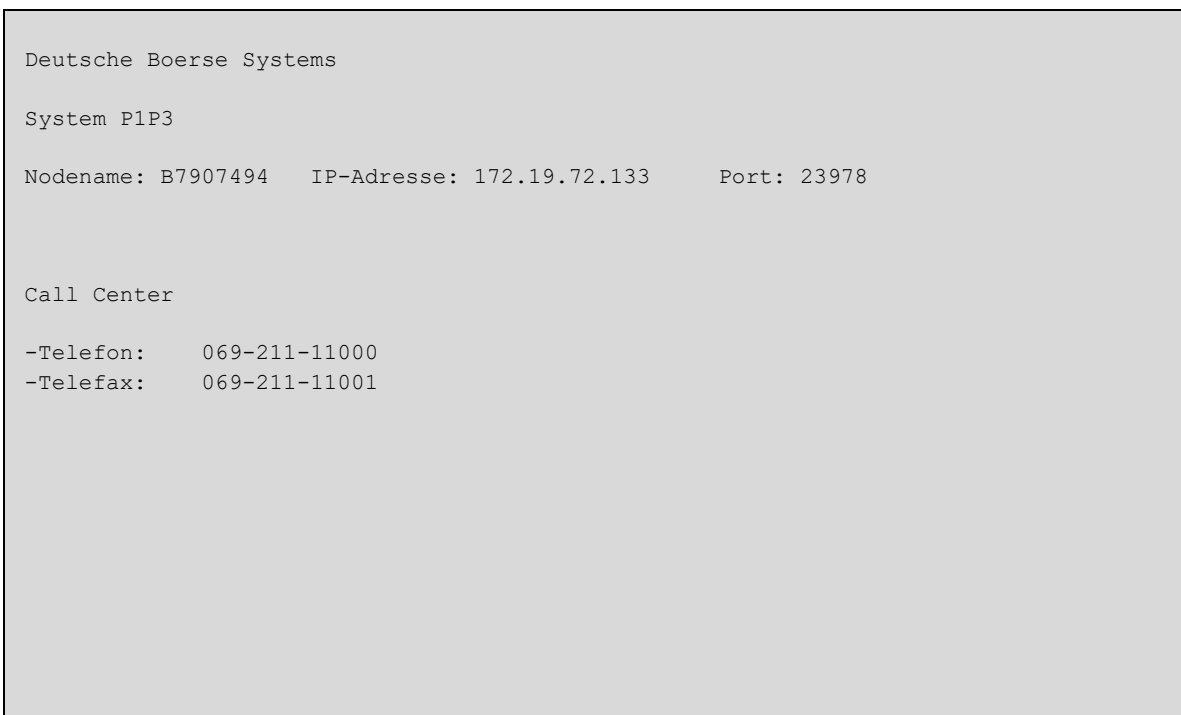 Deutsche Boerse Systems
System P1P3
Nodename: B7907494   IP-Adresse: 172.19.72.133     Port: 23978
Call Center
-Telefon:    069-211-11000
-Telefax:    069-211-11001